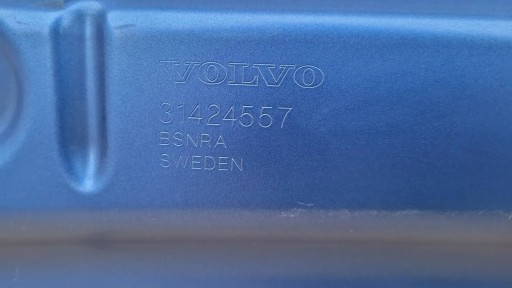 VOLVO
31424557
BSNRA
SWEDEN